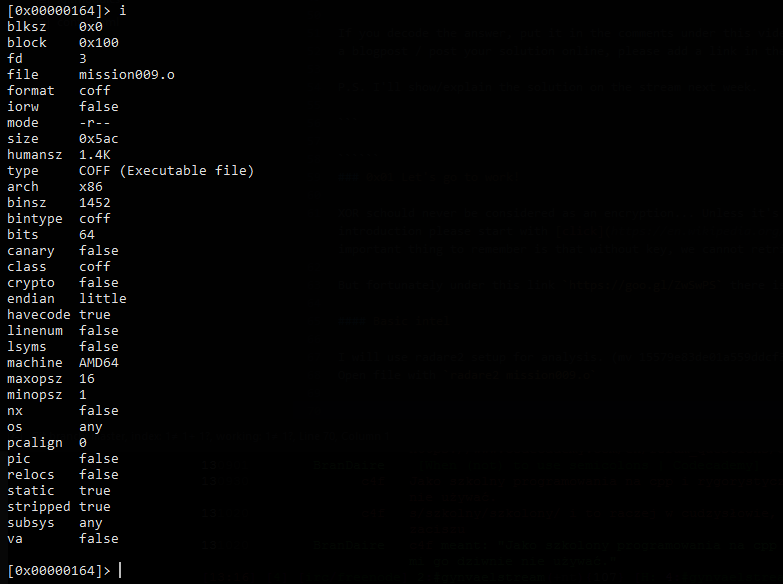 [0x00000164]> i
blksz 0x0
block 0x100
fd 3
file mission009.o
format coff
iorw false
mode -r--
size 0x5ac
humansz 1.4K
type COFF (Executable file)
arch x86
binsz 1452
bintype coff
bits 64
canary false
class coff
crypto false
endian little
havecode true
linenum false
lsyms false
machine AMD64
maxopsz 16
minopsz 1
nx false
os any
pcalign 0
pic false
relocs false
static true
stripped true
subsys any
va false
[0x00000164]>